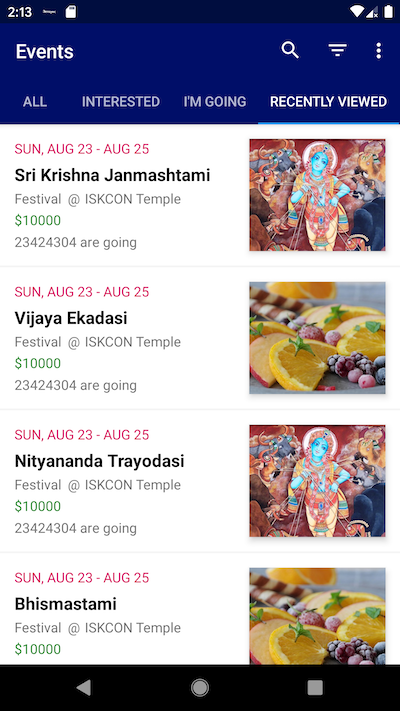 2:13
Events
ALL INTERESTED I'M GOING RECENTLY VIEWED
SUN, AUG 23 - AUG 25
Sri Krishna Janmashtami
Festival @ ISKCON Temple
$10000
23424304 are going
SUN, AUG 23 - AUG 25
Vijaya Ekadasi
Festival @ ISKCON Temple
$10000
23424304 are going
SUN, AUG 23 - AUG 25
Nityananda Trayodasi
Festival @ ISKCON Temple
$10000
23424304 are going
SUN, AUG 23 - AUG 25
Bhismastami
Festival @ ISKCON Temple
$10000